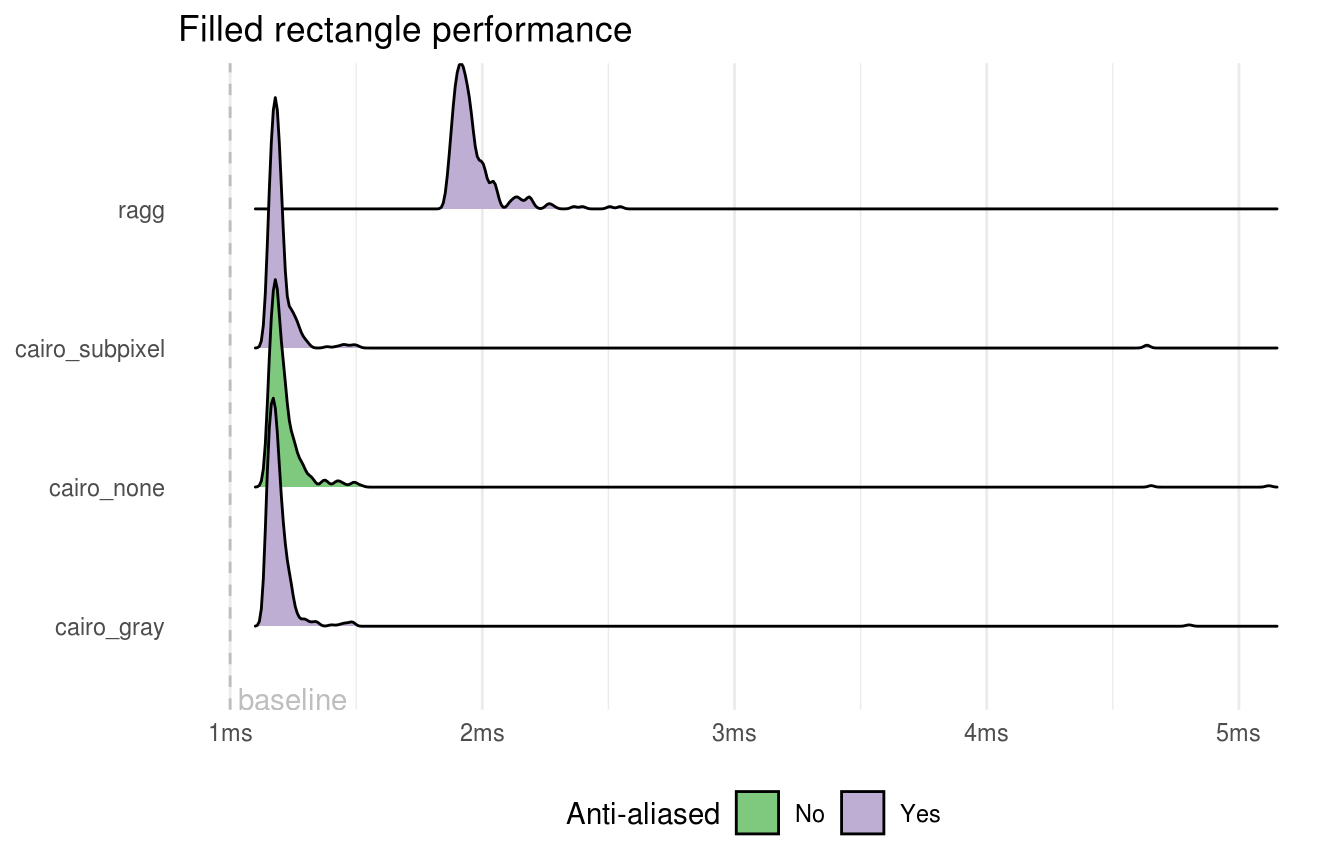 Filled rectangle performance
ragg
cairo_subpixel
cairo_none
cairo_gray
baseline
1ms 2ms 3ms 4ms 5ms
Anti-aliased No Yes